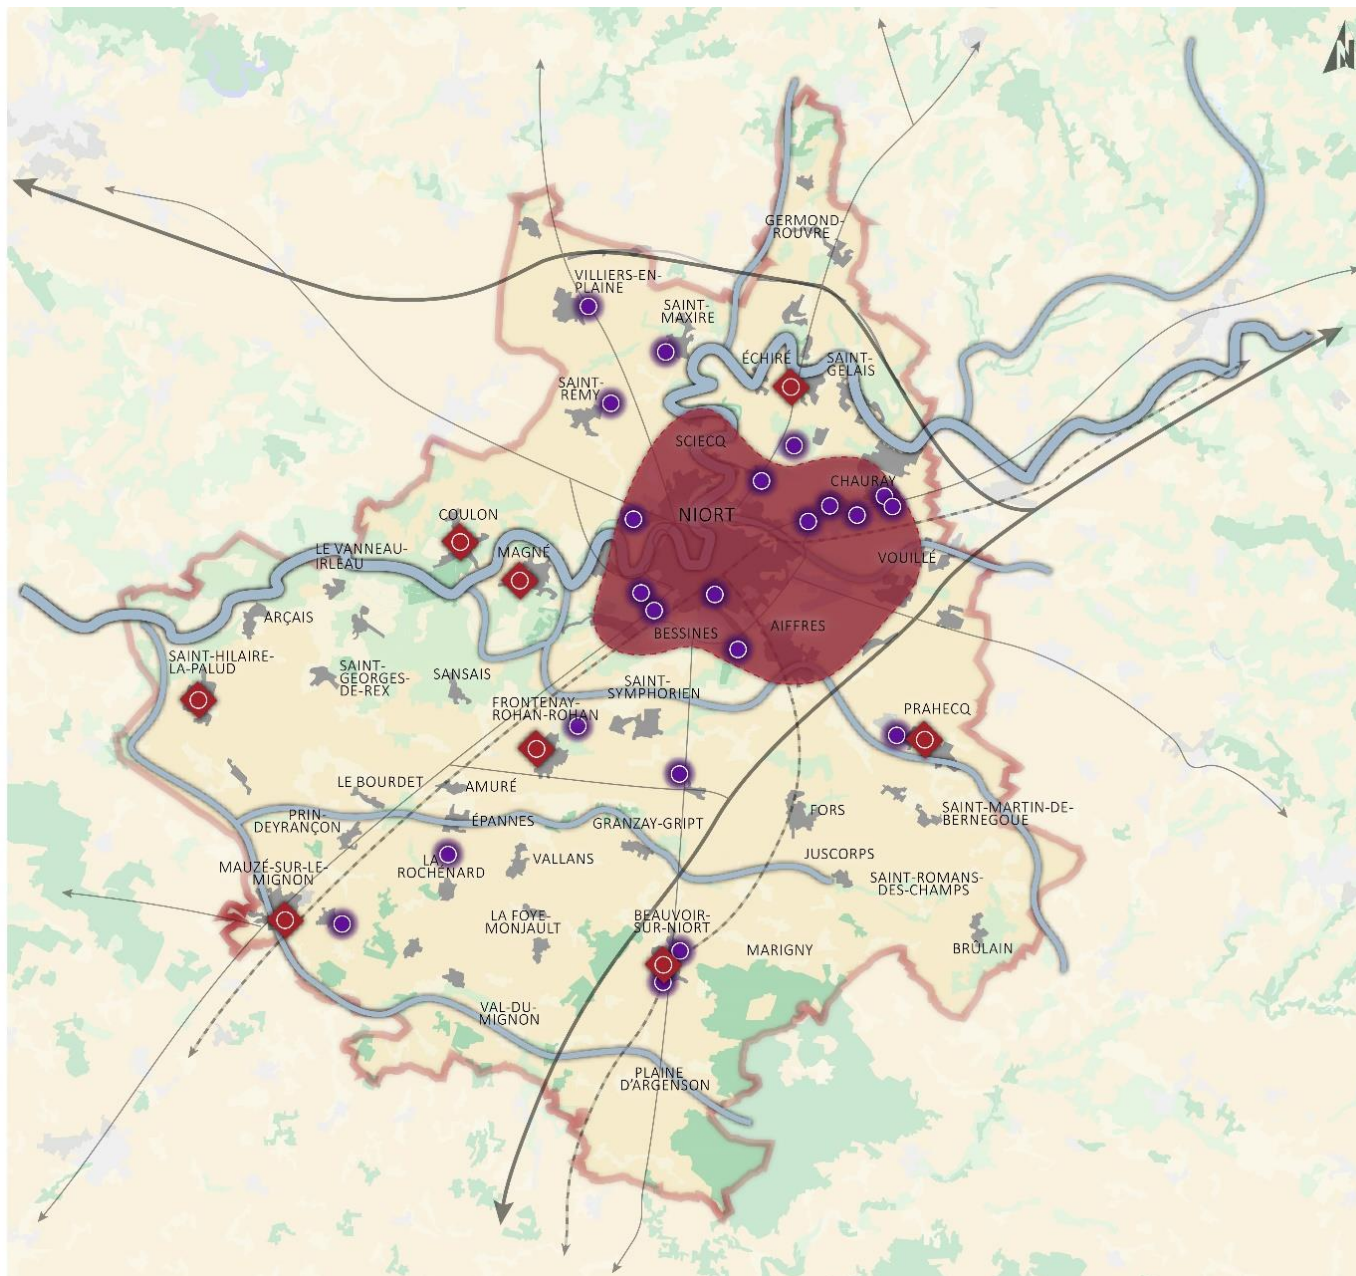 N
GERMOND-
ROUVRE
VILLIERS-EN-
PLAINE
SAINT-
MAXIRE
ÉCHIRÉ
SAINT-
GELAIS
SAINT-
RÉMY
SCIECQ
CHAURAY
NIORT
COULON
MAGNÉ
LE VANNEAU-
IRLEAU
VOUILLÉ
ARÇAIS
BESSINES
AIFFRES
SAINT-HILAIRE-
LA-PALUD
SAINT-
GEORGES-
DE-REX
SANSAIS
SAINT-
SYMPHORIEN
FRONTENAY-
ROHAN-ROHAN
PRAHECQ
LE BOURDET
AMURÉ
PRIN-
DEYRANÇON
ÉPANNES
GRANZAY-GRIPT
FORS
SAINT-MARTIN-DE-
BERNEGOUE
LA
ROCHENARD
VALLANS
JUSCORPS
MAUZÉ-SUR-LE-
MIGNON
SAINT-ROMANS-
DES-CHAMPS
LA FOYE-
MONJAULT
BEAUVOIR-
SUR-NIORT
MARIGNY
BRÛLAIN
VAL-DU-
MIGNON
PLAINE
D'ARGENSON